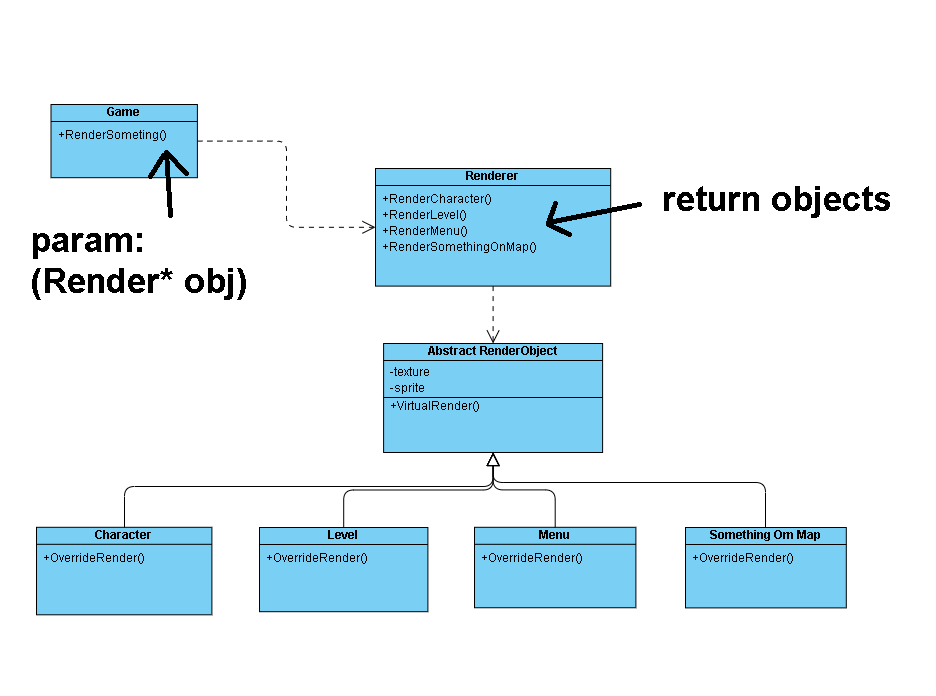 Game
+RenderSometing()
param:
(Render* obj)
Renderer
+RenderCharacter()
+RenderLevel()
+RenderMenu()
+RenderSomethingOnMap()
return objects
Abstract RenderObject
-texture
-sprite
+VirtualRender()
Character
+OverrideRender()
Level
+OverrideRender()
Menu
+OverrideRender()
Something Om Map
+OverrideRender()